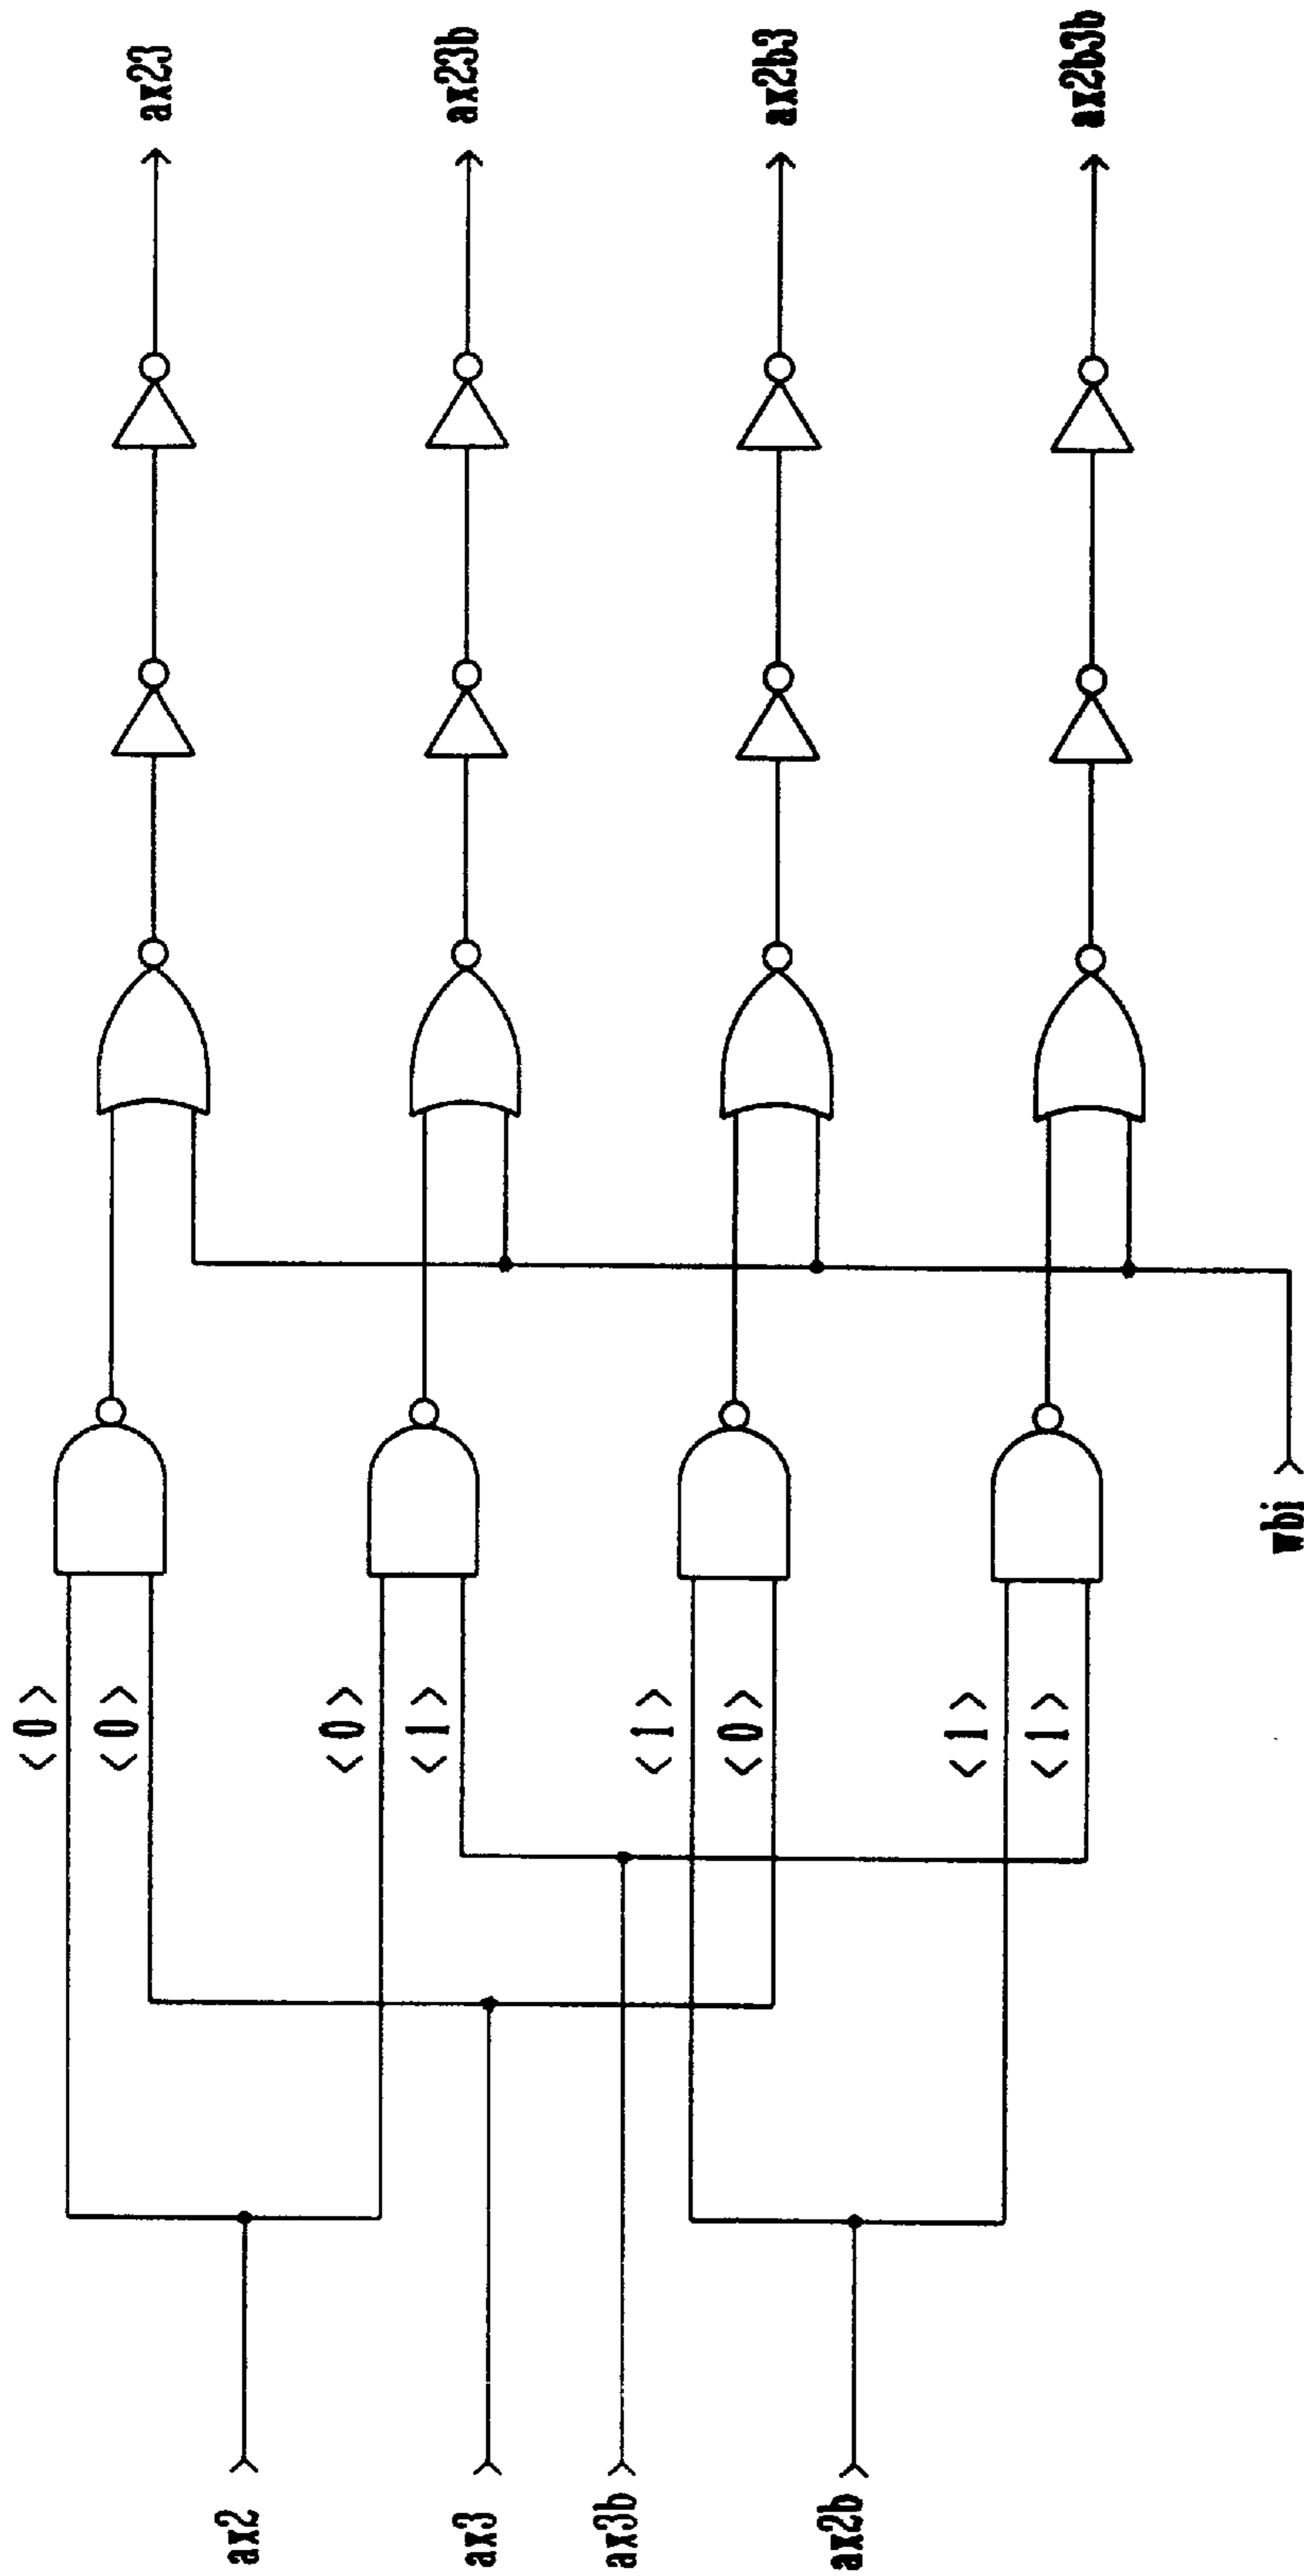 ax23
ax23b
ax2b3
ax2b3b
<0>
<0>
<0>
<1>
<1>
<0>
<1>
<1>
wbi
ax2
ax3
ax3b
ax2b